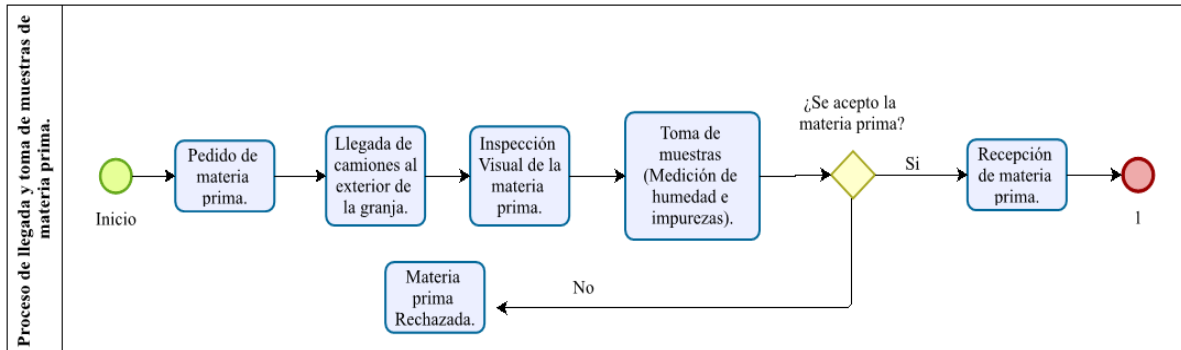 Proceso de llegada y toma de muestras de
materia prima.
Inicio
Pedido de
materia
prima.
Llegada de
camiones al
exterior de
la granja.
Inspección
Visual de la
materia
prima.
Toma de
muestras
(Medición de
humedad e
impurezas).
¿Se acepto la
materia prima?
Si
Recepción
de materia
prima.
1
No
Materia
prima
Rechazada.